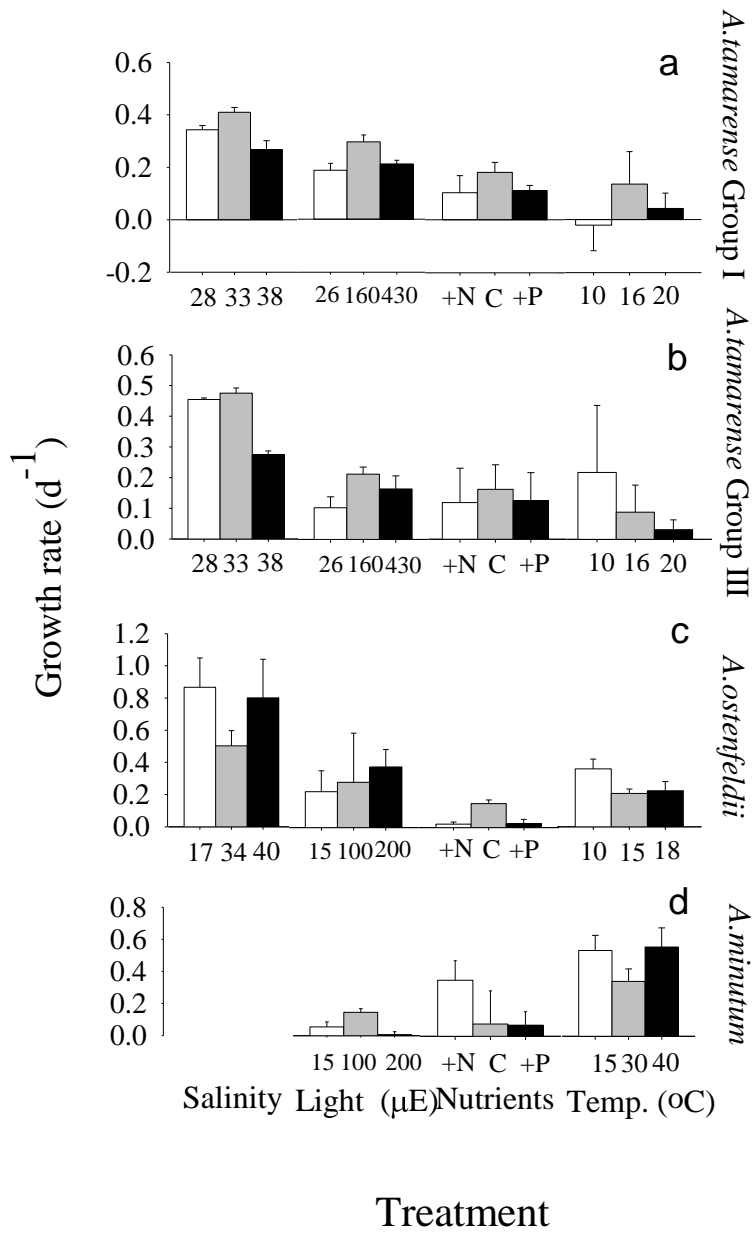 a
0.6
0.4
0.2
0.0
-0.2
28 33 38
26 160 430
+N C +P
10 16 20
A.tamarense Group I
b
0.6
0.5
0.4
0.3
0.2
0.1
0.0
28 33 38
26 160 430
+N C +P
10 16 20
A.tamarense Group III
Growth rate (d-1)
c
1.2
1.0
0.8
0.6
0.4
0.2
0.0
17 34 40
15 100 200
+N C +P
10 15 18
A.ostenfeldii
d
0.8
0.6
0.4
0.2
0.0
15 100 200
+N C +P
15 30 40
A.minutum
Salinity Light (µE) Nutrients Temp. (oC)
Treatment